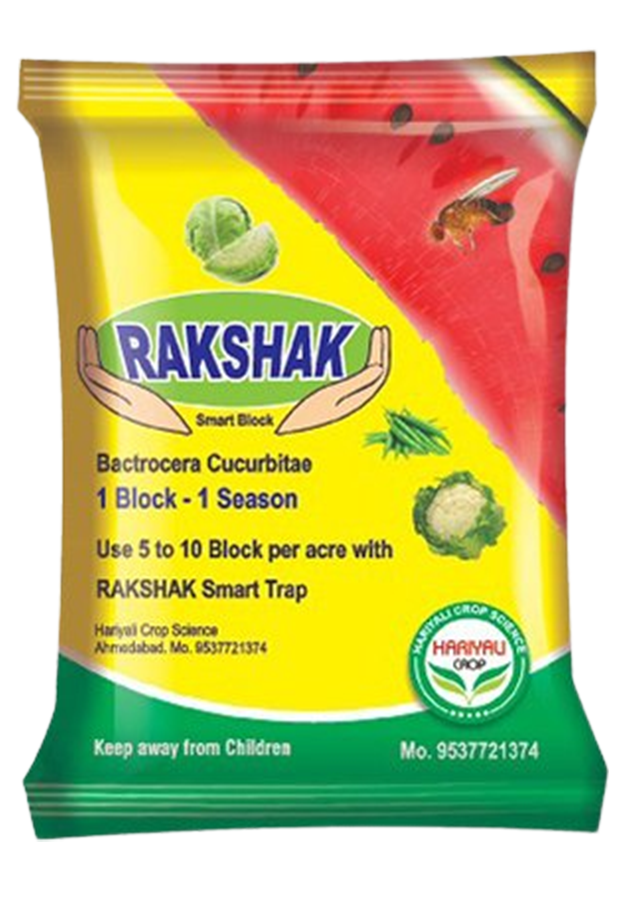 RAKSHAK
Smart Block
Bactrocera Cucurbitae
1 Block - 1 Season
Use 5 to 10 Block per acre with
RAKSHAK Smart Trap
Hariyali Crop Science
Ahmedabad. Mo. 9537721374
HARIYALI CROP SCIENCE
HARIYALI
CROP
Keep away from Children
Mo. 9537721374